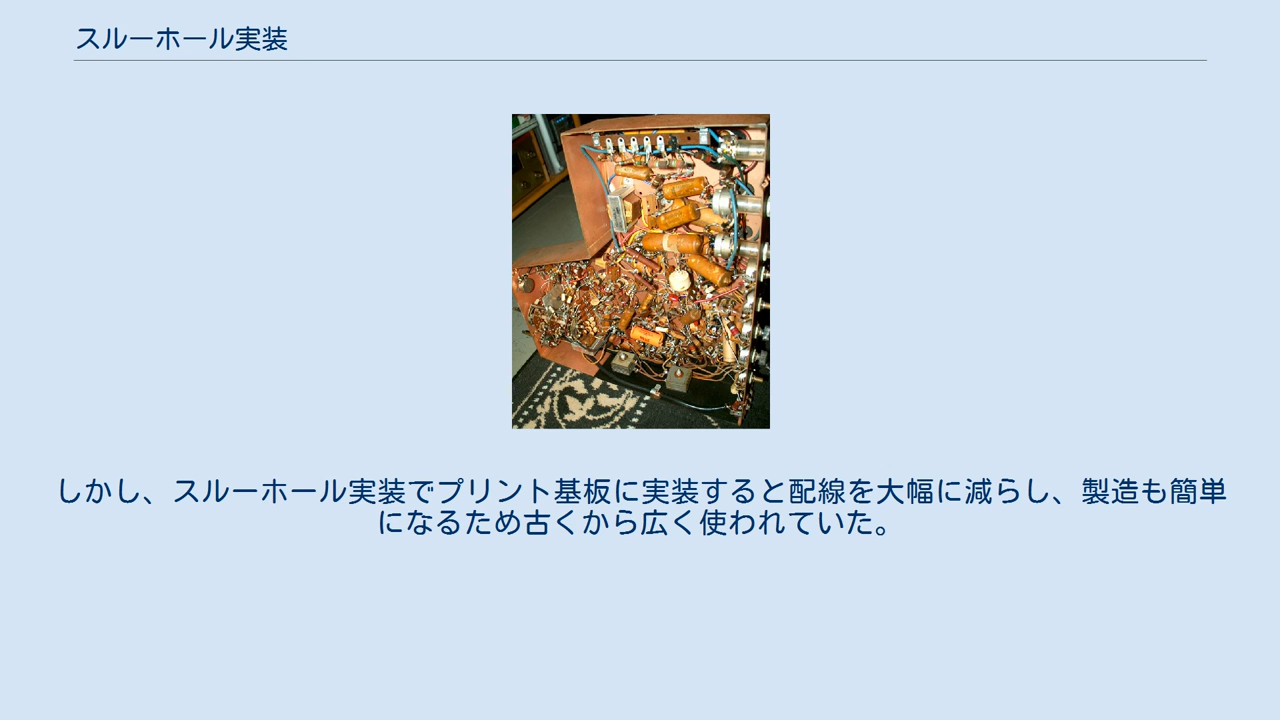 スルーホール実装
しかし、スルーホール実装でプリント基板に実装すると配線を大幅に減らし、製造も簡単
になるため古くから広く使われていた。